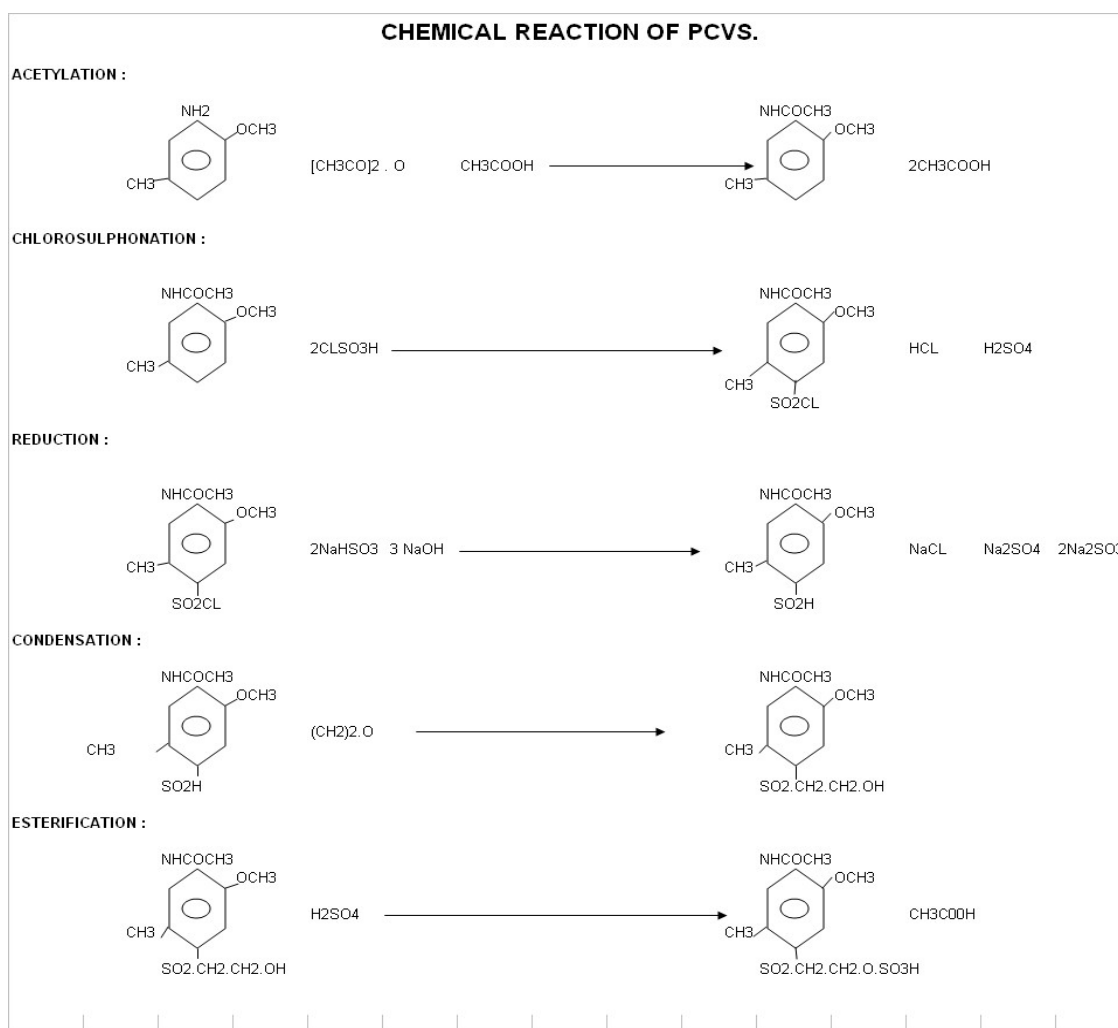 CHEMICAL REACTION OF PCVS.
ACETYLATION :
NH2 NHCOCH3
OCH3 OCH3
[CH3CO]2 . O CH3COOH 2CH3COOH
CH3 CH3
CHLOROSULPHONATION :
NHCOCH3 NHCOCH3
OCH3 OCH3
2CLSO3H HCL H2SO4
CH3 CH3
SO2CL
REDUCTION :
NHCOCH3 NHCOCH3
OCH3 OCH3
2NaHSO3 3 NaOH NaCL Na2SO4 2Na2SO3
CH3 CH3
SO2CL SO2H
CONDENSATION :
NHCOCH3 NHCOCH3
OCH3 OCH3
(CH2)2.O
CH3 CH3
SO2H SO2.CH2.CH2.OH
ESTERIFICATION :
NHCOCH3 NHCOCH3
OCH3 OCH3
H2SO4 CH3C00H
CH3 CH3
SO2.CH2.CH2.OH SO2.CH2.CH2.O.SO3H